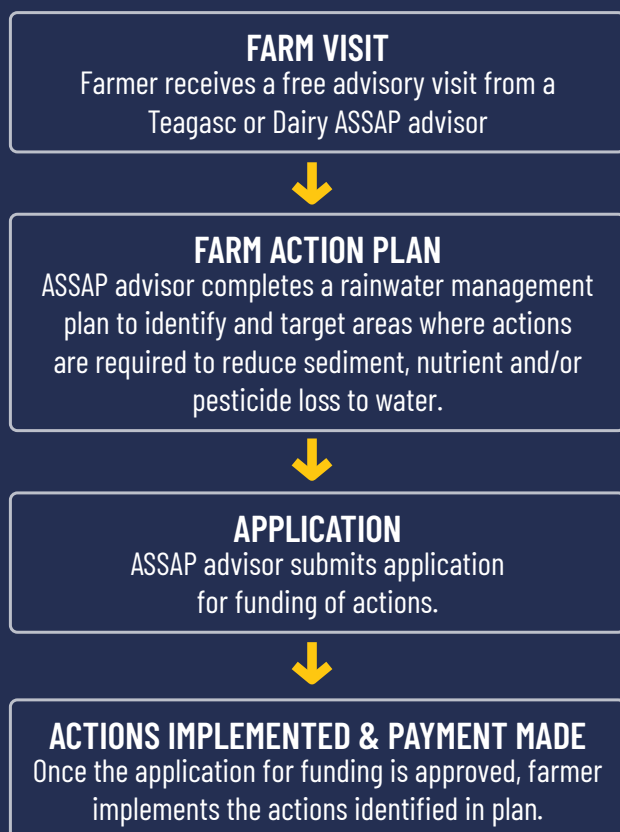 FARM VISIT
Farmer receives a free advisory visit from a
Teagasc or Dairy ASSAP advisor
FARM ACTION PLAN
ASSAP advisor completes a rainwater management
plan to identify and target areas where actions
are required to reduce sediment, nutrient and/or
pesticide loss to water.
APPLICATION
ASSAP advisor submits application
for funding of actions.
ACTIONS IMPLEMENTED & PAYMENT MADE
Once the application for funding is approved, farmer
implements the actions identified in plan.